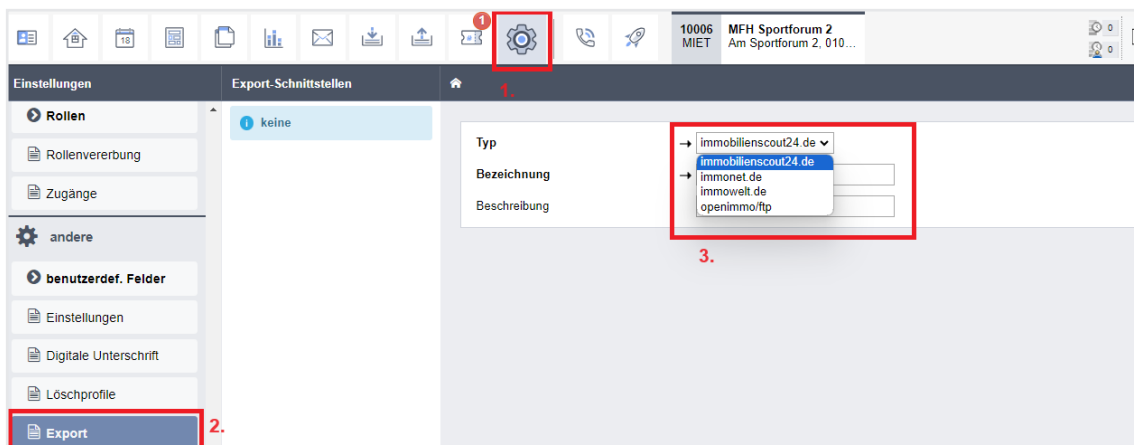 18
1
10006 MFH Sportforum 2
MIET Am Sportforum 2, 010...
0
0
Einstellungen
Export-Schnittstellen
1.
Rollen
keine
Rollenvererbung
Zugänge
andere
benutzerdef. Felder
Einstellungen
Digitale Unterschrift
Löschprofile
Export
2.
Typ → immobilienscout24.de
immobilienscout24.de
immonet.de
immowelt.de
openimmo/ftp
Bezeichnung →
Beschreibung
3.